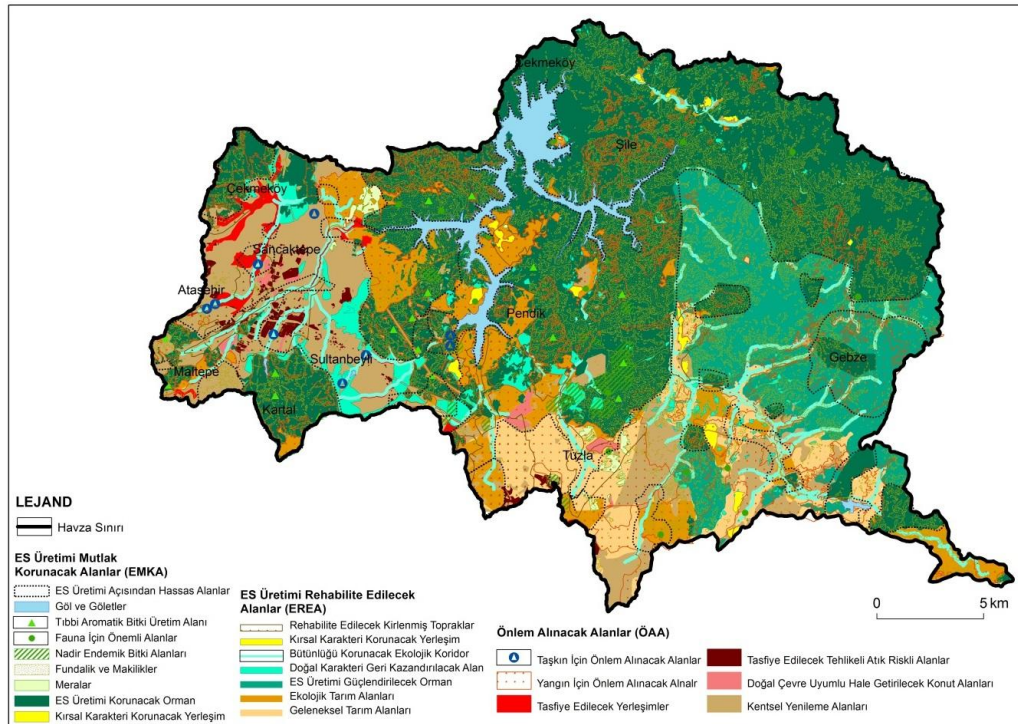 Çekmeköy
Şile
Çekmeköy
Sancaktepe
Ataşehir
Pendik
Gebze
Sultanbeyli
Maltepe
Kartal
Tuzla
LEJAND
Havza Sınırı
ES Üretimi Mutlak
Korunacak Alanlar (EMKA)
ES Üretimi Açısından Hassas Alanlar
Göl ve Göletler
Tıbbi Aromatik Bitki Üretim Alanı
Fauna İçin Önemli Alanlar
Nadir Endemik Bitki Alanları
Fundalik ve Makilikler
Meralar
ES Üretimi Korunacak Orman
Kırsal Karakteri Korunacak Yerleşim
ES Üretimi Rehabilite Edilecek
Alanlar (EREA)
Rehabilite Edilecek Kirlenmiş Topraklar
Kırsal Karakteri Korunacak Yerleşim
Bütünlüğü Korunacak Ekolojik Koridor
Doğal Karakteri Geri Kazandırılacak Alan
ES Üretimi Güçlendirilecek Orman
Ekolojik Tarım Alanları
Geleneksel Tarım Alanları
Önlem Alınacak Alanlar (ÖAA)
Taşkın İçin Önlem Alınacak Alanlar
Yangın İçin Önlem Alınacak Alnalr
Tasfiye Edilecek Yerleşimler
Tasfiye Edilecek Tehlikeli Atık Riskli Alanlar
Doğal Çevre Uyumlu Hale Getirilecek Konut Alanları
Kentsel Yenileme Alanları
0 5 km